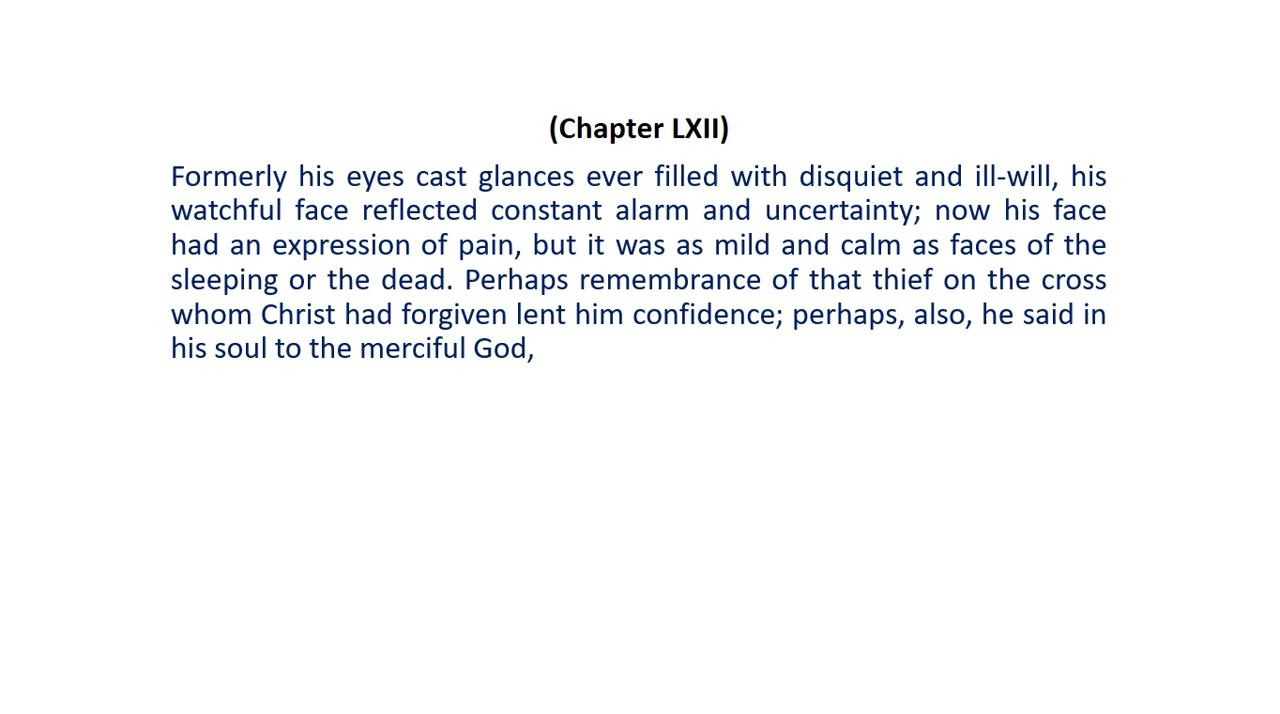 (Chapter LXII)
Formerly his eyes cast glances ever filled with disquiet and ill-will, his
watchful face reflected constant alarm and uncertainty; now his face
had an expression of pain, but it was as mild and calm as faces of the
sleeping or the dead. Perhaps remembrance of that thief on the cross
whom Christ had forgiven lent him confidence; perhaps, also, he said in
his soul to the merciful God,